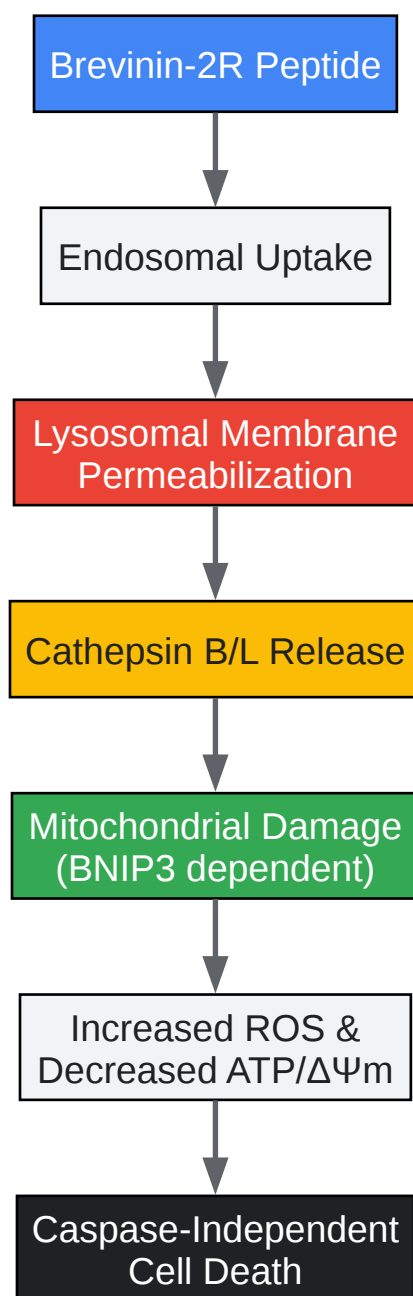 Brevinin-2R Peptide
Endosomal Uptake
Lysosomal Membrane
Permeabilization
Cathepsin B/L Release
Mitochondrial Damage
(BNIP3 dependent)
Increased ROS &
Decreased ATP/ΔΨm
Caspase-Independent
Cell Death